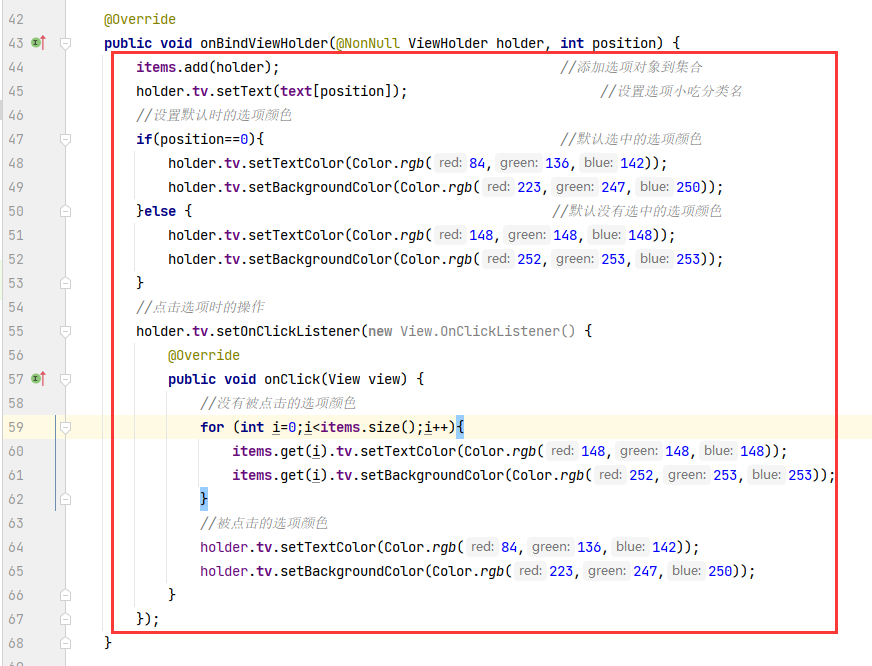 42 @Override
43 public void onBindViewHolder(@NonNull ViewHolder holder, int position) {
44 items.add(holder); //添加选项对象到集合
45 holder.tv.setText(text[position]); //设置选项小吃分类名
46 //设置默认时的选项颜色
47 if(position==0){ //默认选中的选项颜色
48 holder.tv.setTextColor(Color.rgb( red: 84, green: 136, blue: 142));
49 holder.tv.setBackgroundColor(Color.rgb( red: 223, green: 247, blue: 250));
50 }else { //默认没有选中的选项颜色
51 holder.tv.setTextColor(Color.rgb( red: 148, green: 148, blue: 148));
52 holder.tv.setBackgroundColor(Color.rgb( red: 252, green: 253, blue: 253));
53 }
54 //点击选项时的操作
55 holder.tv.setOnClickListener(new View.OnClickListener() {
56 @Override
57 public void onClick(View view) {
58 //没有被点击的选项颜色
59 for (int i=0;i<items.size();i++){
60 items.get(i).tv.setTextColor(Color.rgb( red: 148, green: 148, blue: 148));
61 items.get(i).tv.setBackgroundColor(Color.rgb( red: 252, green: 253, blue: 253));
62 }
63 //被点击的选项颜色
64 holder.tv.setTextColor(Color.rgb( red: 84, green: 136, blue: 142));
65 holder.tv.setBackgroundColor(Color.rgb( red: 223, green: 247, blue: 250));
66 }
67 });
68 }